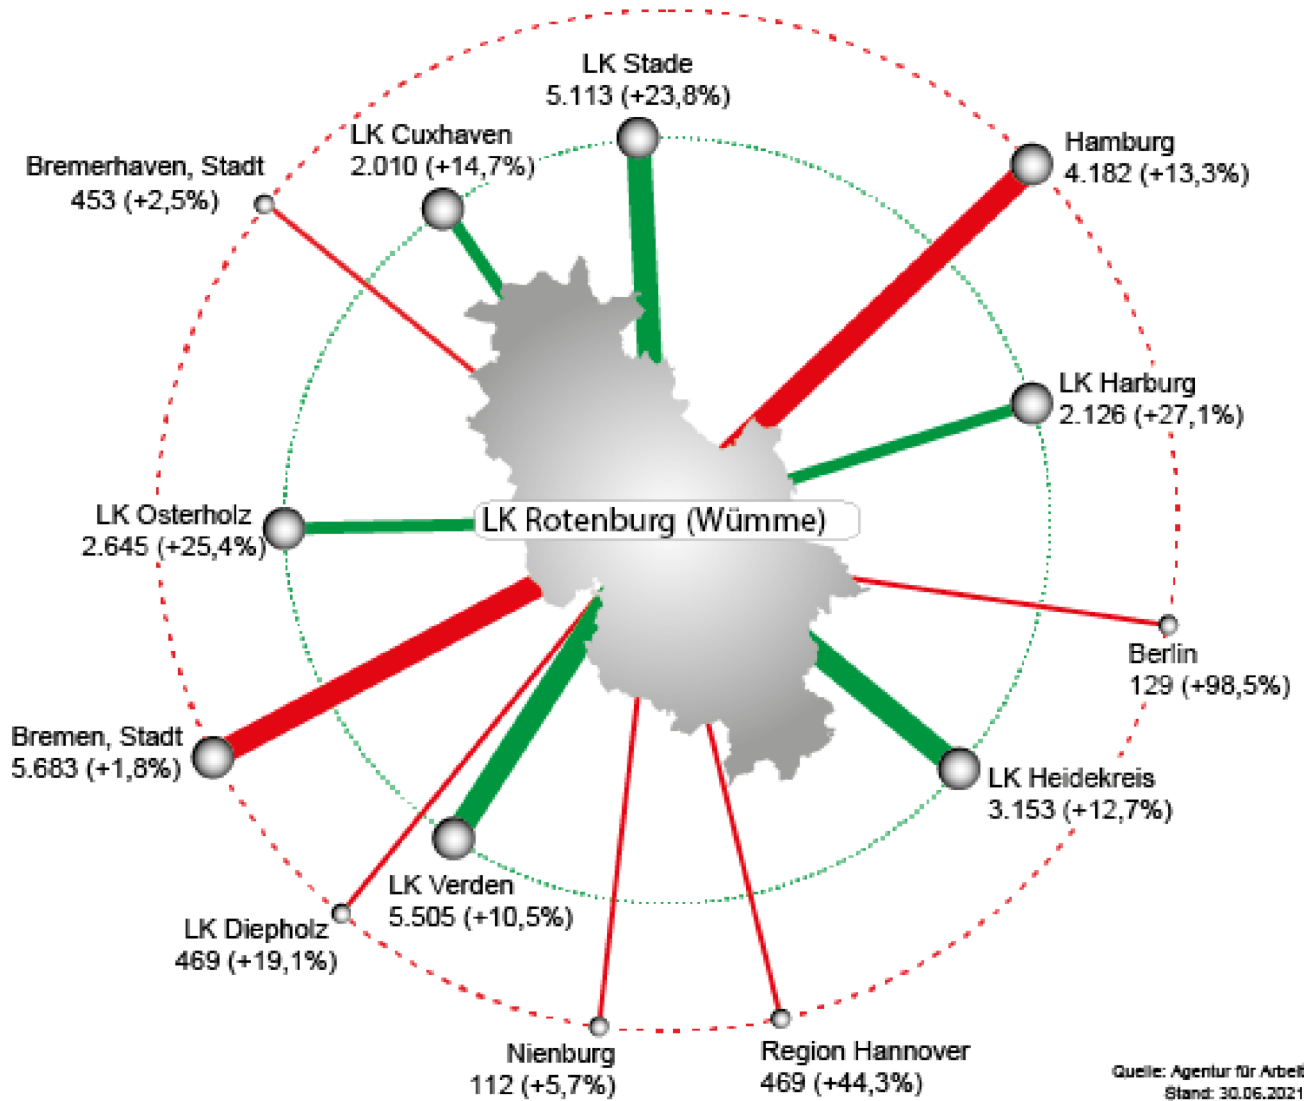 LK Stade
5.113 (+23,8%)
LK Cuxhaven
2.010 (+14,7%)
Hamburg
4.182 (+13,3%)
Bremerhaven, Stadt
453 (+2,5%)
LK Harburg
2.126 (+27,1%)
LK Osterholz
2.645 (+25,4%)
LK Rotenburg (Wümme)
Berlin
129 (+98,5%)
Bremen, Stadt
5.683 (+1,8%)
LK Heidekreis
3.153 (+12,7%)
LK Verden
5.505 (+10,5%)
LK Diepholz
469 (+19,1%)
Nienburg
112 (+5,7%)
Region Hannover
469 (+44,3%)
Quelle: Agentur für Arbeit
Stand: 30.06.2021